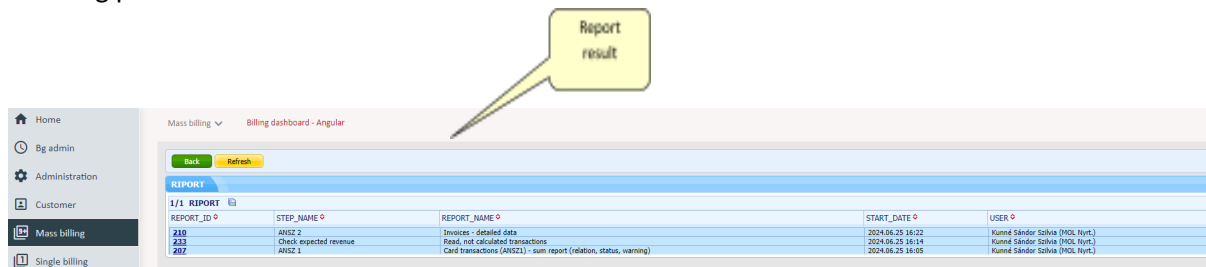 Report
result
Home
Mass billing
Billing dashboard - Angular
Bg admin
Back
Refresh
Administration
RIPORT
Customer
1/1 RIPORT
REPORT_ID STEP_NAME REPORT_NAME START_DATE USER
Mass billing
210 ANSZ 2 Invoices - detailed data 2024.06.25 16:22 Kunné Sándor Szilvia (MOL Nyrt.)
233 Check expected revenue Read, not calculated transactions 2024.06.25 16:14 Kunné Sándor Szilvia (MOL Nyrt.)
207 ANSZ 1 Card transactions (ANSZ1) - sum report (relation, status, warning) 2024.06.25 16:05 Kunné Sándor Szilvia (MOL Nyrt.)
Single billing